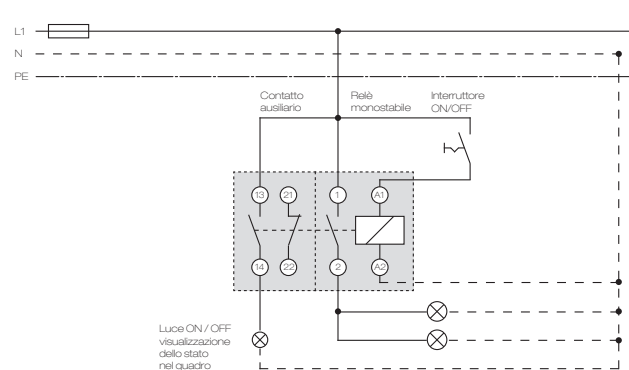 L1
N
PE
Contatto
ausiliario
Relè
monostabile
Interruttore
ON/OFF
13
21
1
A1
14
22
2
A2
Luce ON / OFF
visualizzazione
dello stato
nel quadro